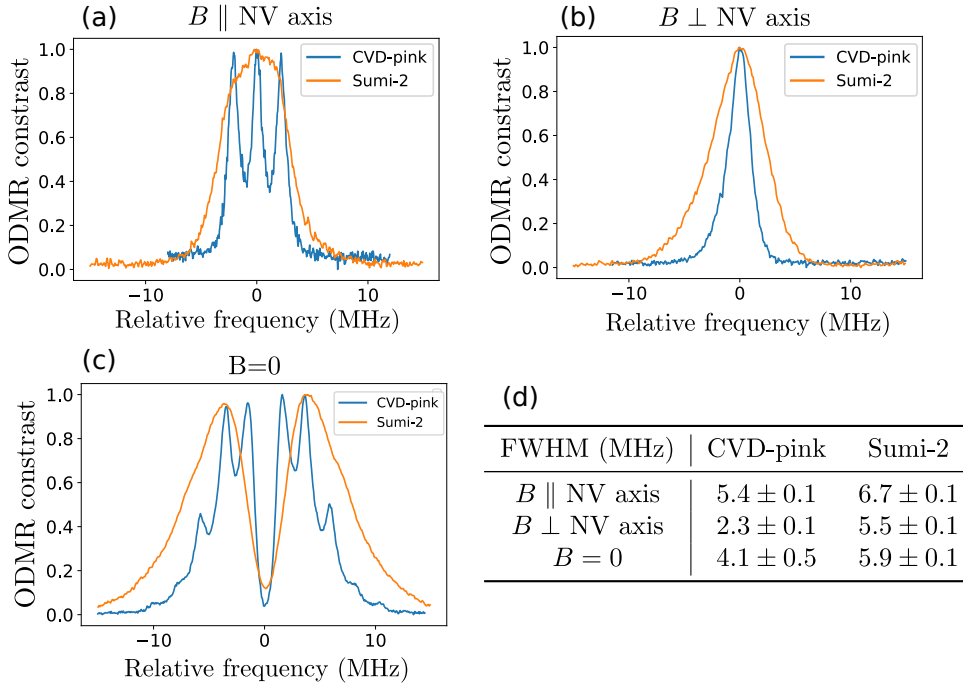 (a)
B ∥ NV axis
CVD-pink
Sumi-2
ODMR constrast
1.0
0.8
0.6
0.4
0.2
0.0
−10 0 10
Relative frequency (MHz)
(b)
B ⊥ NV axis
CVD-pink
Sumi-2
ODMR constrast
1.0
0.8
0.6
0.4
0.2
0.0
−10 0 10
Relative frequency (MHz)
(c)
B=0
CVD-pink
Sumi-2
ODMR constrast
1.0
0.8
0.6
0.4
0.2
0.0
−10 0 10
Relative frequency (MHz)
(d)
FWHM (MHz) CVD-pink Sumi-2
B ∥ NV axis 5.4 ± 0.1 6.7 ± 0.1
B ⊥ NV axis 2.3 ± 0.1 5.5 ± 0.1
B = 0 4.1 ± 0.5 5.9 ± 0.1